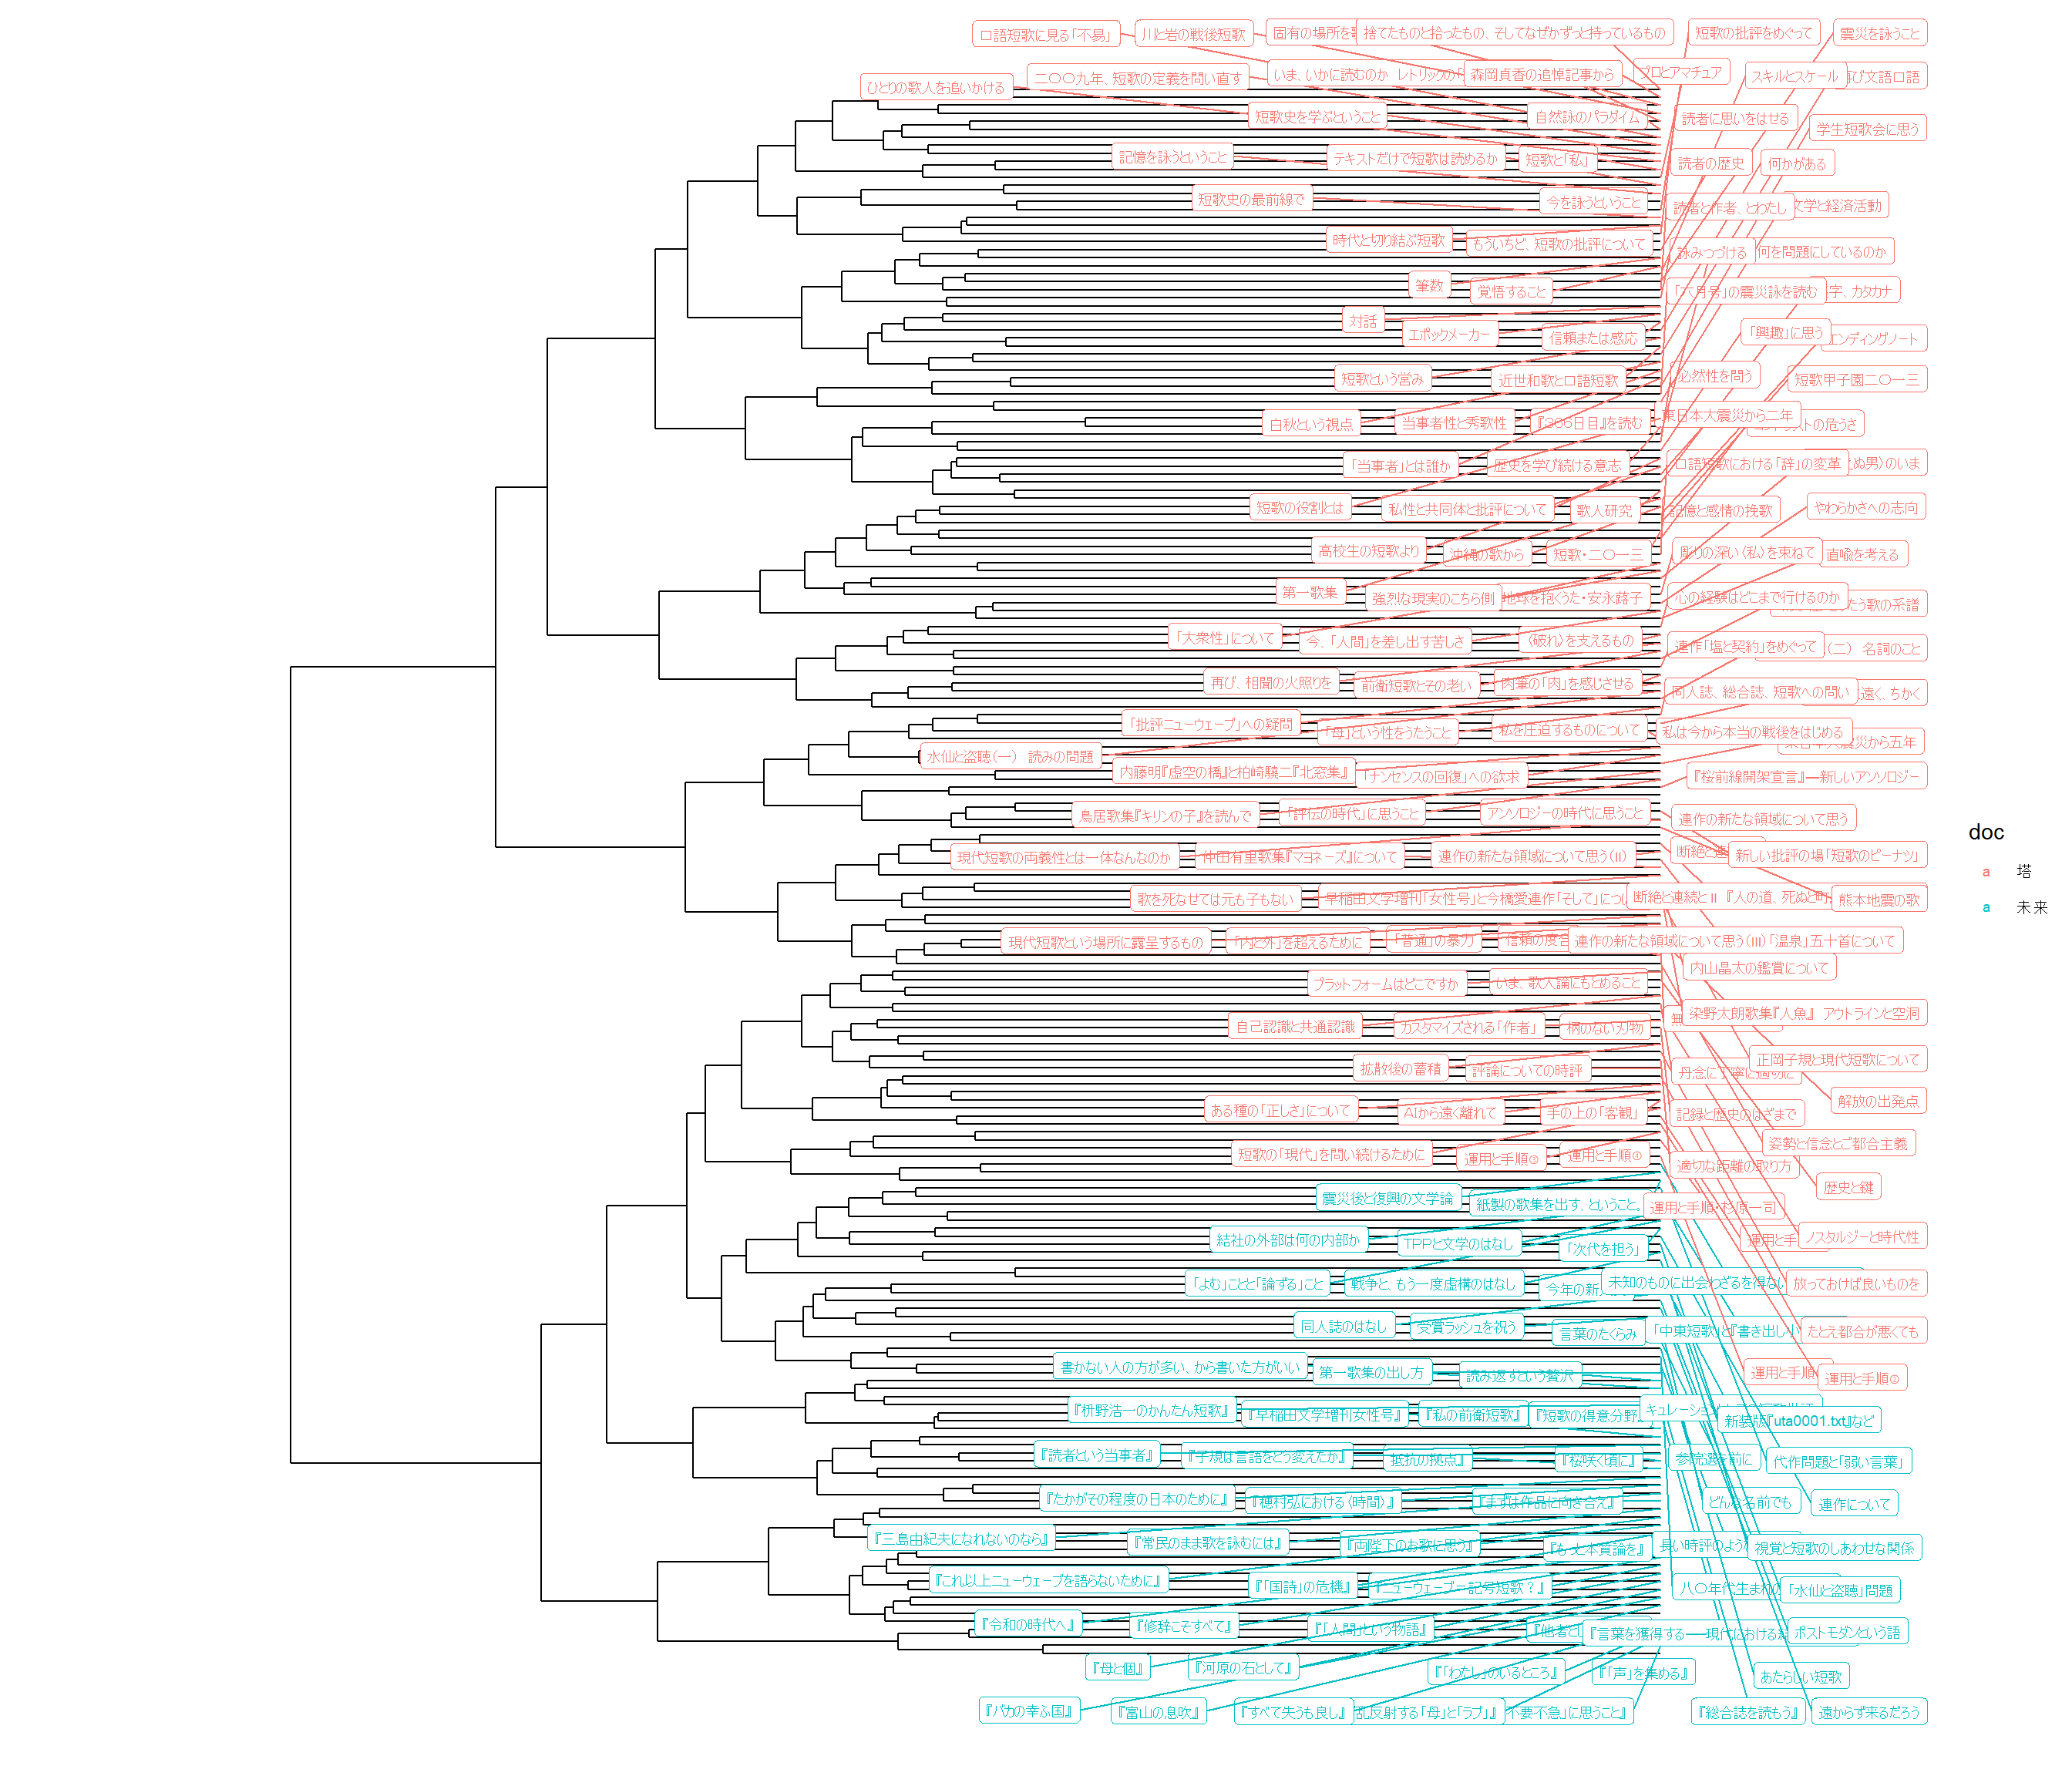 口語短歌に見る「不易」
川と岩の戦後短歌
固有の場所を
捨てたものと拾ったもの、そしてなぜかずっと持っているもの
短歌の批評をめぐって
震災を詠うこと
ひとりの歌人を追いかける
二〇〇九年、短歌の定義を問い直す
いま、いかに読むのか レトリックの「
森岡貞香の追悼記事から
プロとアマチュア
スキルとスケール
び文語口語
短歌史を学ぶということ
自然詠のパラダイム
読者に思いをはせる
学生短歌会に思う
記憶を詠うということ
テキストだけで短歌は読めるか
短歌と「私」
読者の歴史
何かがある
短歌史の最前線で
今を詠うということ
読者と作者、とわたし
文学と経済活動
時代と切り結ぶ短歌
もういちど、短歌の批評について
詠みつづける
何を問題にしているのか
筆数
覚悟すること
「六月号」の震災詠を読む
字、カタカナ
対話
エポックメーカー
信頼または感応
「興趣」に思う
エンディングノート
短歌という営み
近世和歌と口語短歌
必然性を問う
短歌甲子園二〇一三
白秋という視点
当事者性と秀歌性
『366日目』を読む
東日本大震災から二年
ストの危うさ
「当事者」とは誰か
歴史を学び続ける意志
口語短歌における「辞」の変革
ぬ男〉のいま
短歌の役割とは
私性と共同体と批評について
歌人研究
記憶と感情の挽歌
やわらかさへの志向
高校生の短歌より
沖縄の歌から
短歌・二〇一三
彫りの深い〈私〉を束ねて
直喩を考える
第一歌集
強烈な現実のこちら側
地球を抱くうた・安永蕗子
心の経験はどこまで行けるのか
たう歌の系譜
「大衆性」について
今、「人間」を差し出す苦しさ
〈破れ〉を支えるもの
連作「塩と契約」をめぐって
(二) 名詞のこと
再び、相聞の火照りを
前衛短歌とその老い
肉筆の「肉」を感じさせる
同人誌、総合誌、短歌への問い
遠く、ちかく
「批評ニューウェーブ」への疑問
「母」という性をうたうこと
私を圧迫するものについて
私は今から本当の戦後をはじめる
東日本大震災から五年
水仙と盗聴(一) 読みの問題
内藤明『虚空の橋』と柏崎驍二『北窓集』
「ナンセンスの回復」への欲求
『桜前線開架宣言』―新しいアンソロジー
鳥居歌集『キリンの子』を読んで
「評伝の時代」に思うこと
アンソロジーの時代に思うこと
連作の新たな領域について思う
現代短歌の両義性とは一体なんなのか
仲田有里歌集『マヨネーズ』について
連作の新たな領域について思う(II)
断絶と連
新しい批評の場「短歌のピーナツ」
歌を死なせては元も子もない
早稲田文学増刊「女性号」と今橋愛連作「そして」につ
断絶と連続と II 『人の道、死ぬと町
熊本地震の歌
現代短歌という場所に露呈するもの
「内と外」を超えるために
「普通」の暴力
信頼の度合
連作の新たな領域について思う(III)「温泉」五十首について
内山晶太の鑑賞について
プラットフォームはどこですか
いま、歌人論にもとめること
自己認識と共通認識
カスタマイズされる「作者」
柄のない刃物
無
染野太朗歌集『人魚』 アウトラインと空洞
拡散後の蓄積
評論についての時評
丹念に丁寧に適切に
正岡子規と現代短歌について
ある種の「正しさ」について
AIから遠く離れて
手の上の「客観」
記録と歴史のはざまで
解放の出発点
短歌の「現代」を問い続けるために
運用と手順③
運用と手順④
適切な距離の取り方
姿勢と信念とご都合主義
歴史と鍵
震災後と復興の文学論
紙製の歌集を出す、ということ。
運用と手順・杉原一司
結社の外部は何の内部か
TPPと文学のはなし
「次代を担う」
運用と手
ノスタルジーと時代性
「よむ」ことと「論ずる」こと
戦争と、もう一度虚構のはなし
今年の新
未知のものに出会わざるを得ない
放っておけば良いものを
同人誌のはなし
受賞ラッシュを祝う
言葉のたくらみ
「中東短歌」と『書き出し小
たとえ都合が悪くても
書かない人の方が多い、から書いた方がいい
第一歌集の出し方
読み返すという贅沢
運用と手順
運用と手順②
『枡野浩一のかんたん短歌』
『早稲田文学増刊女性号』
『私の前衛短歌』
『短歌の得意分野』
キュレーション
新装版『uta0001.txt』など
『読者という当事者』
『子規は言語をどう変えたか』
抵抗の拠点』
『桜咲く頃に』
参院選を前に
代作問題と「弱い言葉」
『たかがその程度の日本のために』
『穂村弘における〈時間〉』
『まずは作品に向き合え』
どんな名前でも
連作について
『三島由紀夫になれないのなら』
『常民のまま歌を詠むには』
『両陛下のお歌に思う』
『もっと本質論を』
長い時評のような
視覚と短歌のしあわせな関係
『これ以上ニューウェーブを語らないために』
『「国詩」の危機』
『ニューウェーブ＝記号短歌？』
八〇年代生まれの
「水仙と盗聴」問題
『令和の時代へ』
『修辞こそすべて』
『「人間」という物語』
『他者と
『言葉を獲得する――現代における
ポストモダンという語
『母と個』
『河原の石として』
『「わたし」のいるところ』
『「声」を集める』
あたらしい短歌
『バカの幸ふ国』
『富山の息吹』
『すべて失うも良し』
乱反射する「母」と「ラブ」』
不要不急」に思うこと』
『総合誌を読もう』
遠からず来るだろう
doc
a 塔
a 未来